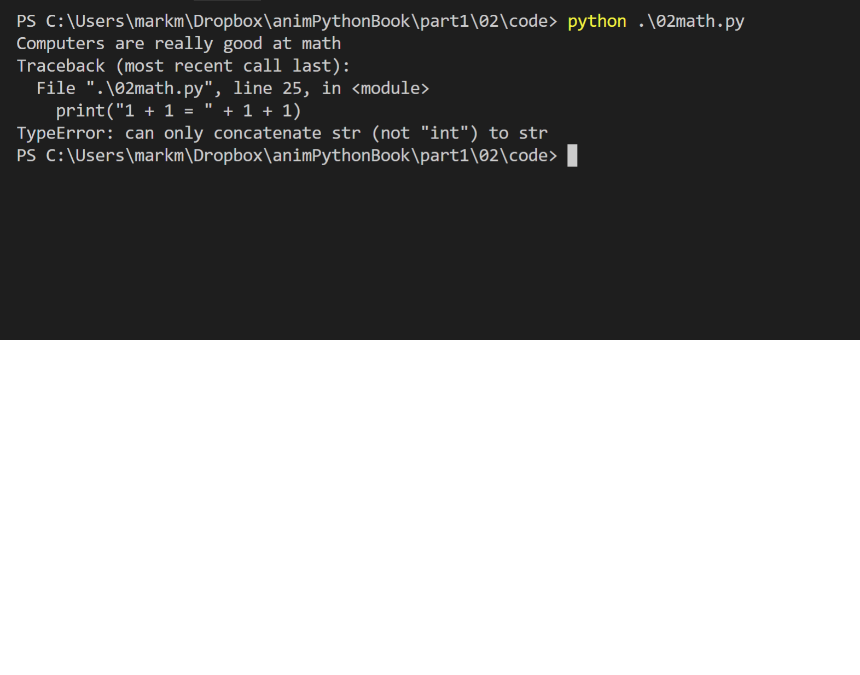 PS C:\Users\markm\Dropbox\animPythonBook\part1\02\code> python .\02math.py
Computers are really good at math
Traceback (most recent call last):
  File ".\02math.py", line 25, in <module>
    print("1 + 1 = " + 1 + 1)
TypeError: can only concatenate str (not "int") to str
PS C:\Users\markm\Dropbox\animPythonBook\part1\02\code>